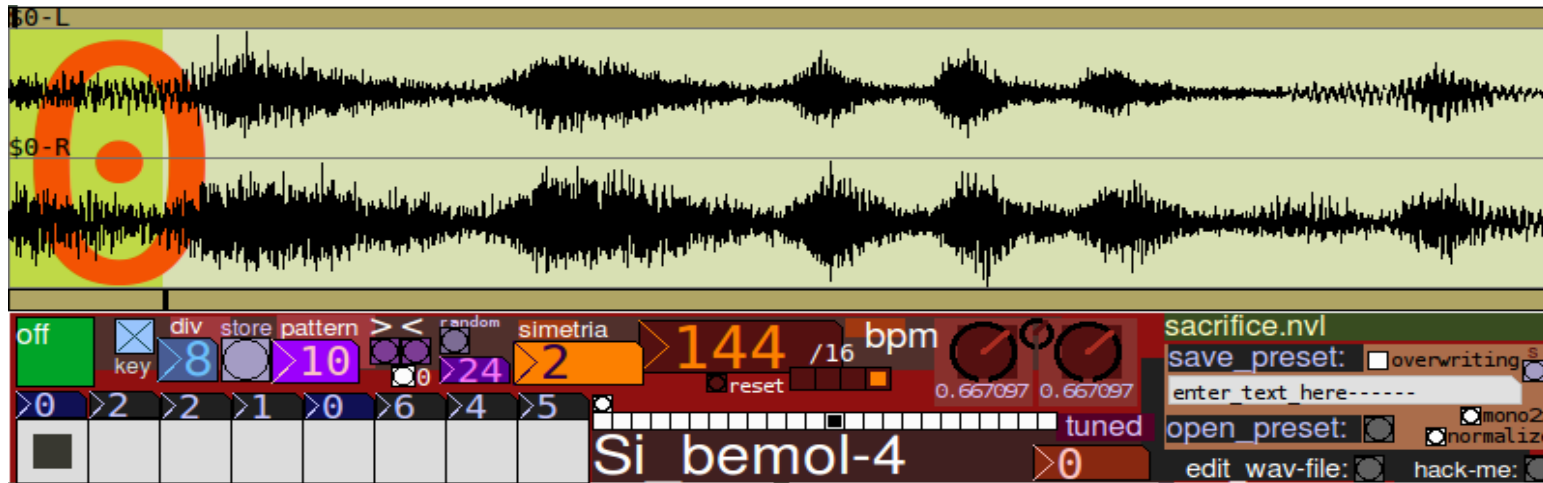 $0-L
0
$0-R
off
key
div
8
store
pattern
10
> <
0
random
24
simetria
2
144
/16
bpm
reset
0.667097 0.667097
sacrifice.nvl
save_preset:
overwriting
s
enter_text_here------
mono2
open_preset:
normaliz
0 2 2 1 0 6 4 5
tuned
Si_bemol-4
0
edit_wav-file:
hack-me: